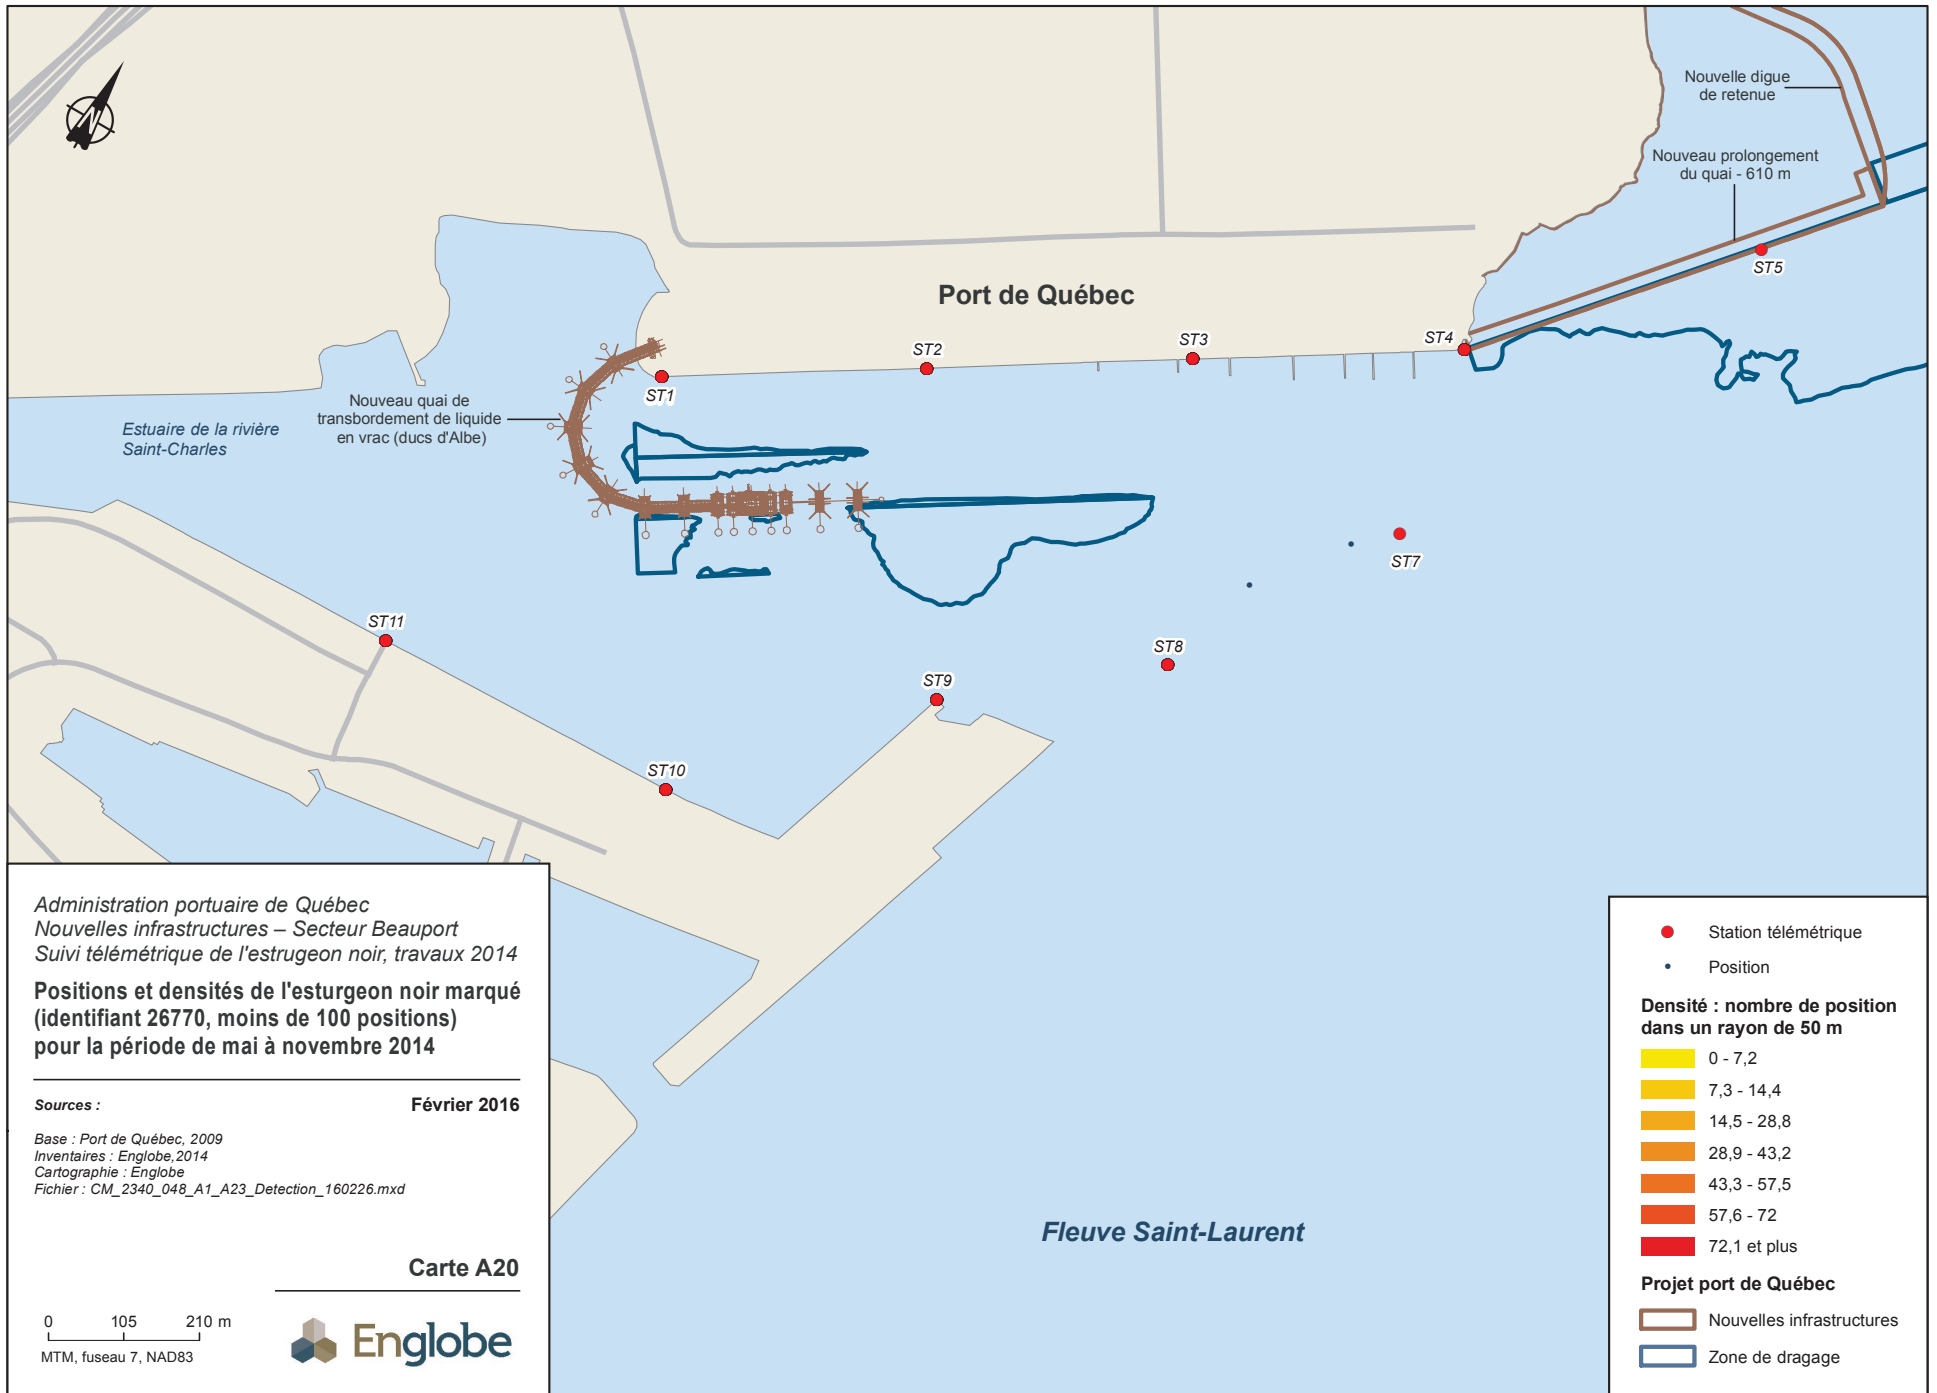 N
Nouvelle digue
de retenue
Nouveau prolongement
du quai - 610 m
ST5
Port de Québec
ST4
ST3
ST2
ST1
Nouveau quai de
transbordement de liquide
en vrac (ducs d'Albe)
Estuaire de la rivière
Saint-Charles
ST7
ST8
ST11
ST9
ST10
Fleuve Saint-Laurent
Administration portuaire de Québec
Nouvelles infrastructures – Secteur Beauport
Suivi télémétrique de l'estrugeon noir, travaux 2014
Positions et densités de l'esturgeon noir marqué
(identifiant 26770, moins de 100 positions)
pour la période de mai à novembre 2014
Sources :
Février 2016
Base : Port de Québec, 2009
Inventaires : Englobe,2014
Cartographie : Englobe
Fichier : CM_2340_048_A1_A23_Detection_160226.mxd
Carte A20
0 105 210 m
MTM, fuseau 7, NAD83
Englobe
Station télémétrique
Position
Densité : nombre de position
dans un rayon de 50 m
0 - 7,2
7,3 - 14,4
14,5 - 28,8
28,9 - 43,2
43,3 - 57,5
57,6 - 72
72,1 et plus
Projet port de Québec
Nouvelles infrastructures
Zone de dragage